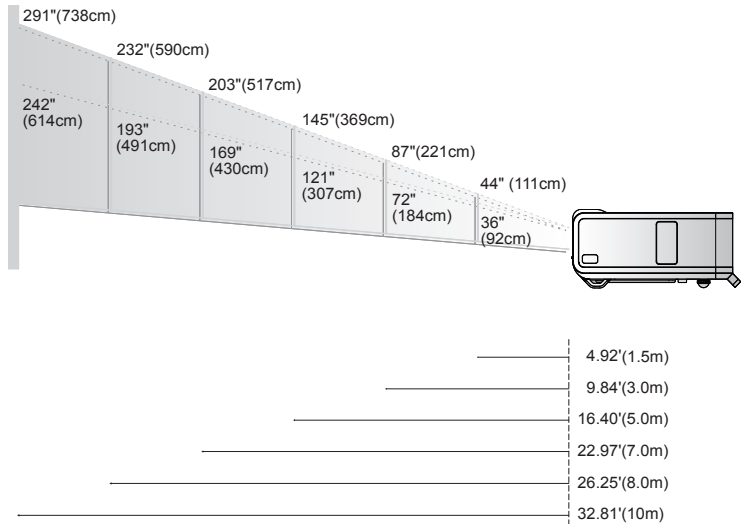 291"(738cm)
232"(590cm)
203"(517cm)
145"(369cm)
87"(221cm)
44" (111cm)
242"
(614cm)
193"
(491cm)
169"
(430cm)
121"
(307cm)
72"
(184cm)
36"
(92cm)
4.92'(1.5m)
9.84'(3.0m)
16.40'(5.0m)
22.97'(7.0m)
26.25'(8.0m)
32.81'(10m)